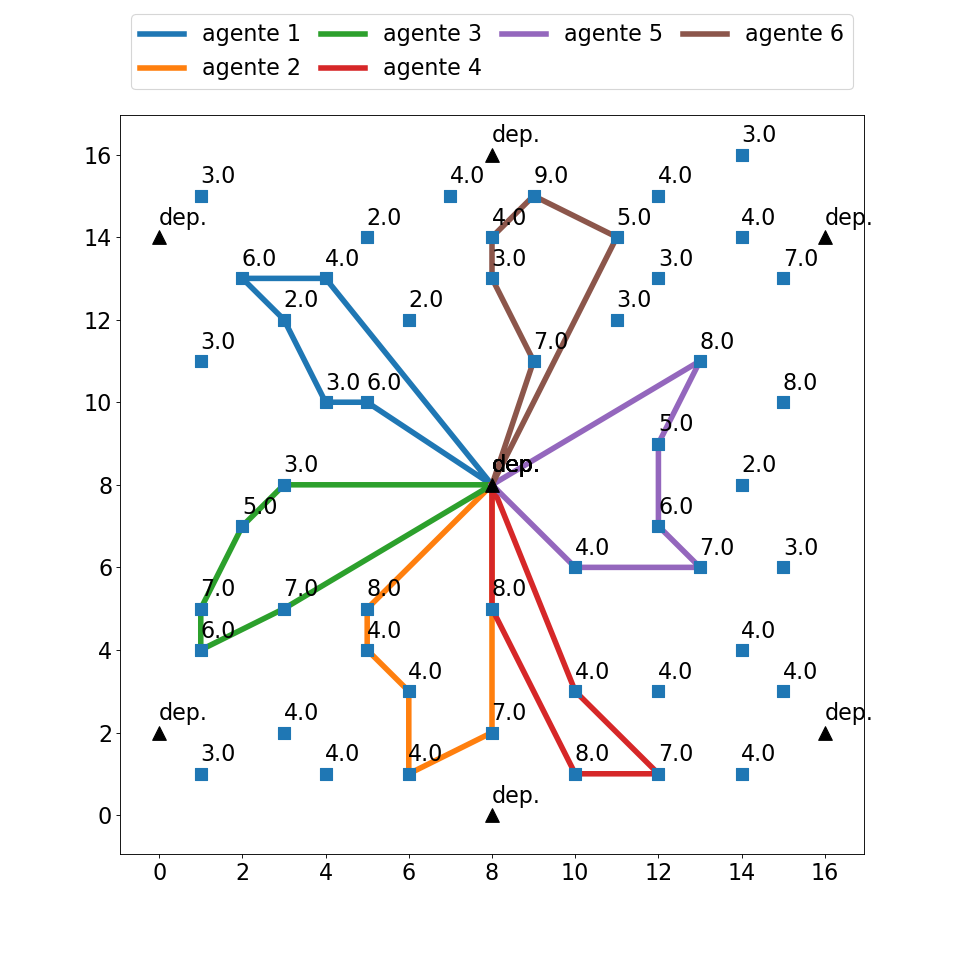 agente 1 agente 3 agente 5 agente 6
agente 2 agente 4
dep. 3.0
16
3.0 4.0 9.0 4.0
dep. 2.0 4.0 5.0 4.0 dep.
14
6.0 4.0 3.0 3.0 7.0
2.0 2.0 3.0
12
3.0 7.0 8.0
3.0 6.0 8.0
10
5.0
dep.
3.0 2.0
8
5.0 6.0
4.0 7.0 3.0
6
7.0 7.0 8.0 8.0
6.0 4.0 4.0
4
4.0 4.0 4.0 4.0
dep. 4.0 7.0 dep.
2
3.0 4.0 4.0 8.0 7.0 4.0
dep.
0
0 2 4 6 8 10 12 14 16